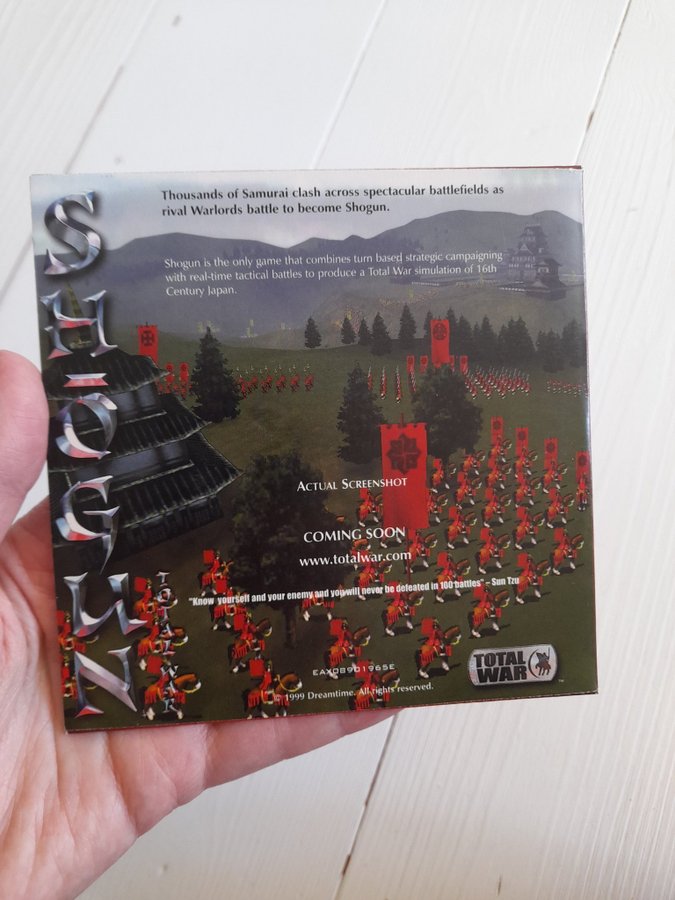 SHOGUN
TOTAL WAR
Thousands of Samurai clash across spectacular battlefields as
rival Warlords battle to become Shogun.
Shogun is the only game that combines turn based strategic campaigning
with real-time tactical battles to produce a Total War simulation of 16th
Century Japan.
ACTUAL SCREENSHOT
COMING SOON
www.totalwar.com
"Know yourself and your enemy and you will never be defeated in 100 battles" – Sun Tzu
EAX08901965E
© 1999 Dreamtime. All rights reserved.
TOTAL
WAR
™